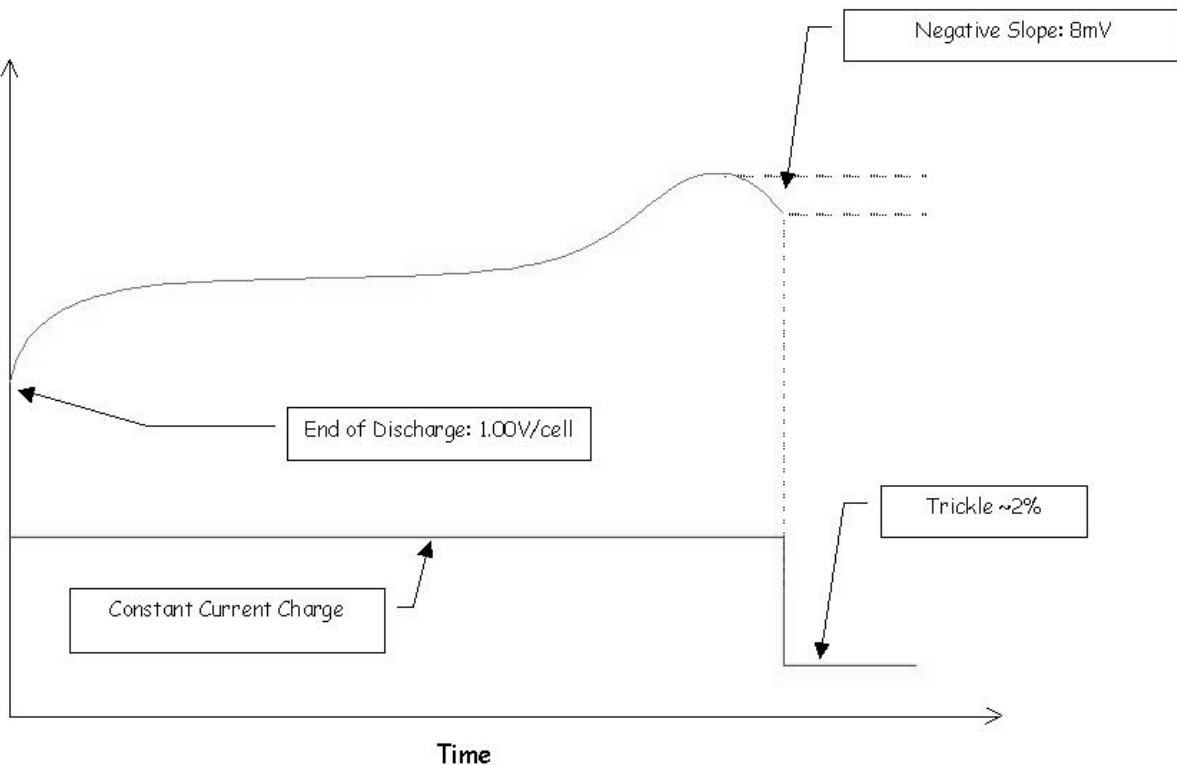 Negative Slope: 8mV
End of Discharge: 1.00V/cell
Trickle ~2%
Constant Current Charge
Time